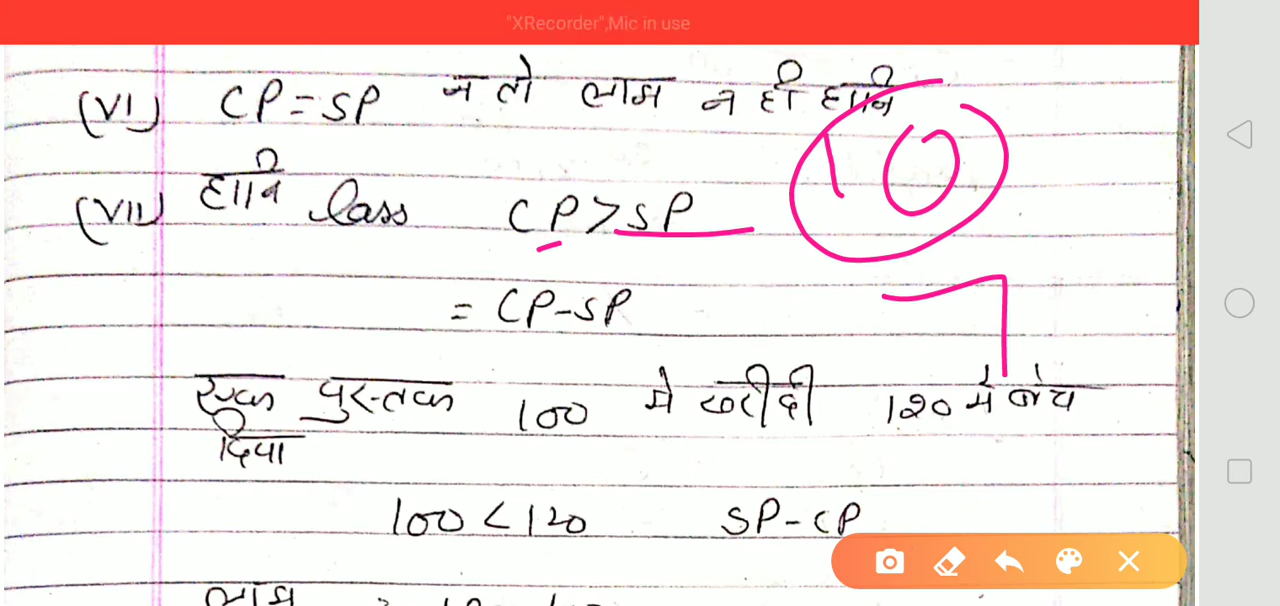 "XRecorder",Mic in use
(VI) CP=SP न तो लाभ न ही हानि
10
(VII) हानि lass CP>SP
= CP-SP
एक पुस्तक 100 मे खरीदी 120 मे बेच
दिया
100<120 SP-CP
लाभ